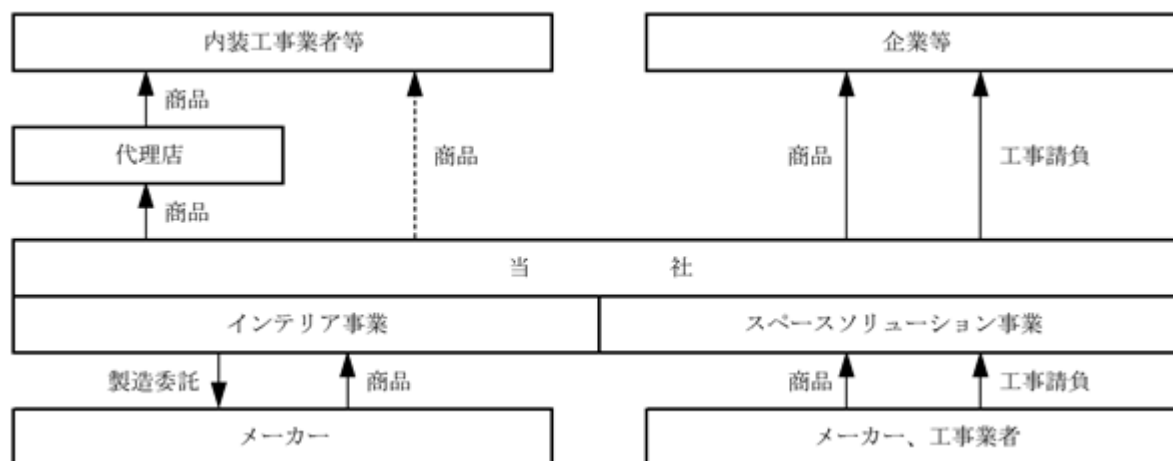 内装工事業者等
企業等
商品
代理店
商品
商品
工事請負
商品
当 社
インテリア事業
スペースソリューション事業
製造委託
商品
商品
工事請負
メーカー
メーカー、工事業者